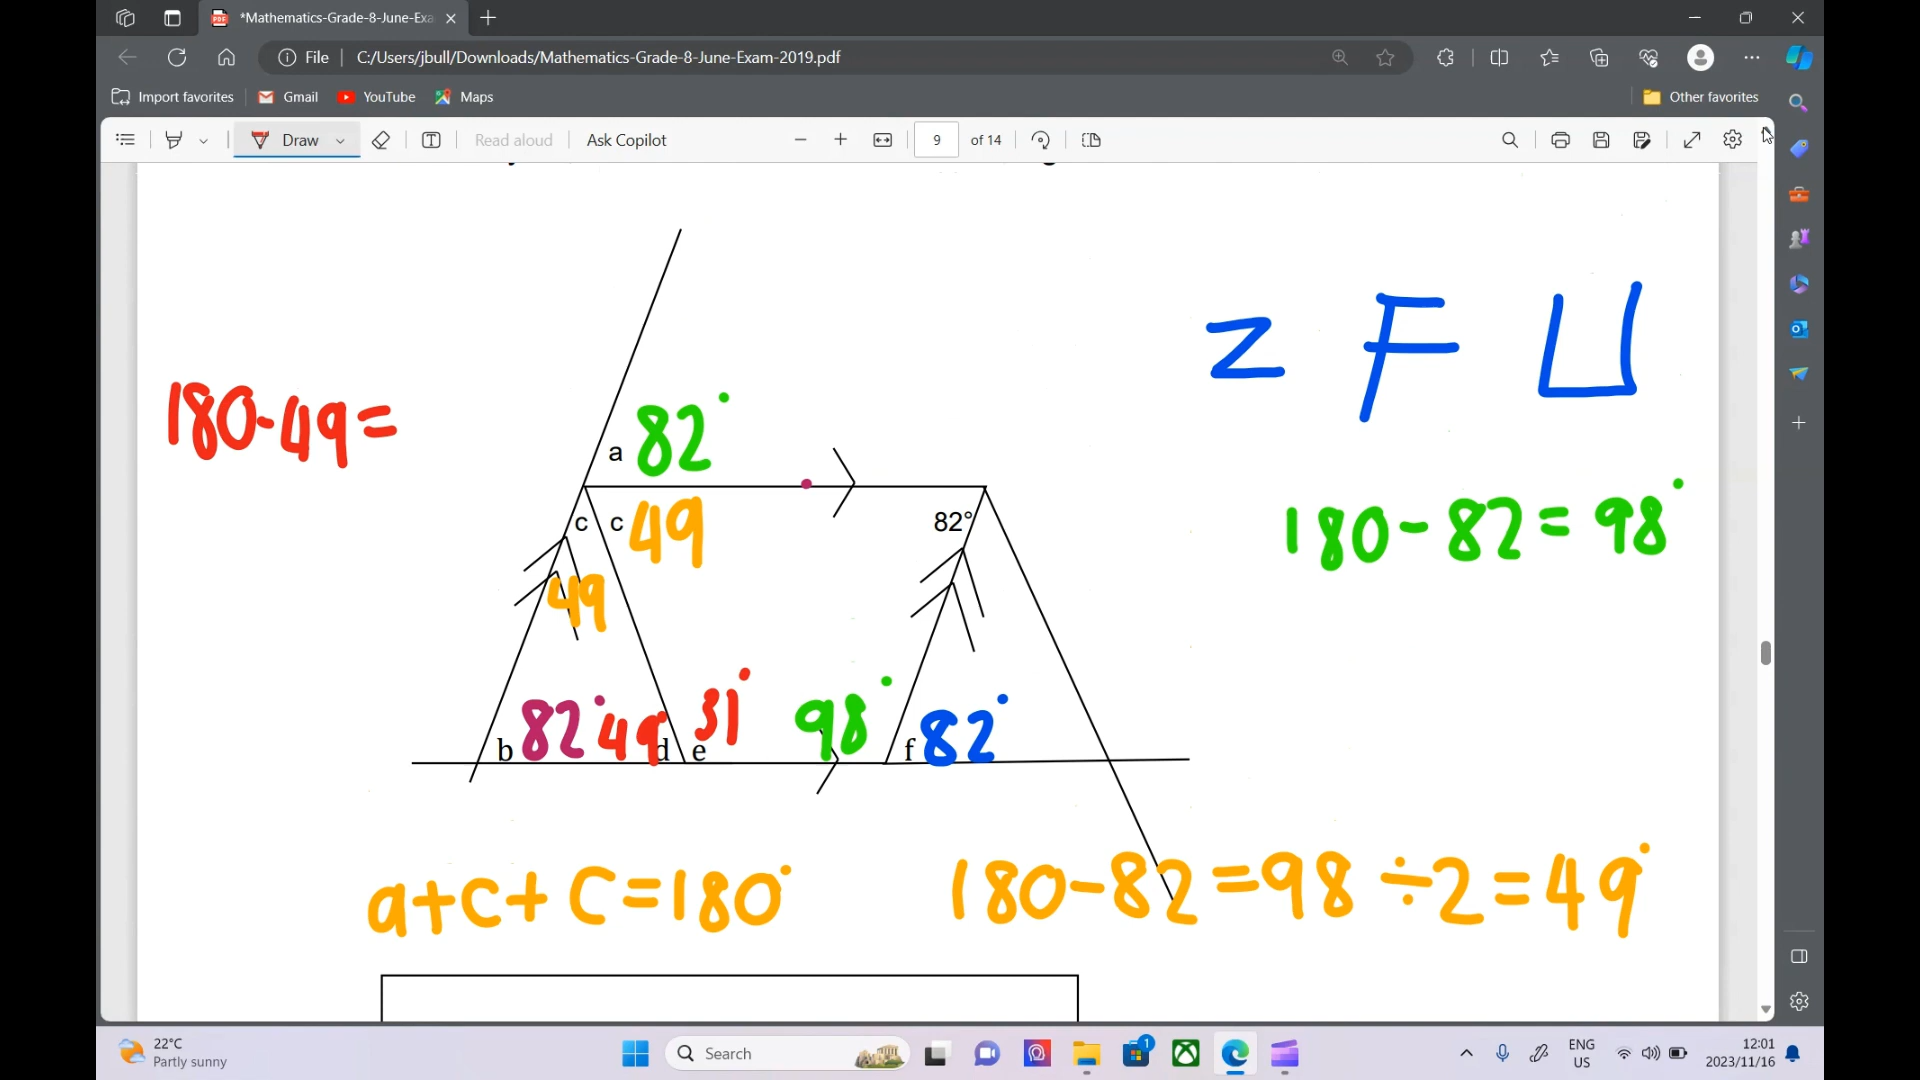 *Mathematics-Grade-8-June-Exa
File
C:/Users/jbull/Downloads/Mathematics-Grade-8-June-Exam-2019.pdf
Import favorites
Gmail
YouTube
Maps
Other favorites
Draw
Read aloud
Ask Copilot
9
of 14
Z F U
180-49=
a 82°
180-82=98°
c c 49
82°
49
b 82° 49° d e 31° 98° f 82°
a+c+c=180°
180-82=98÷2=49°
22°C
Partly sunny
Search
1
ENG
US
12:01
2023/11/16